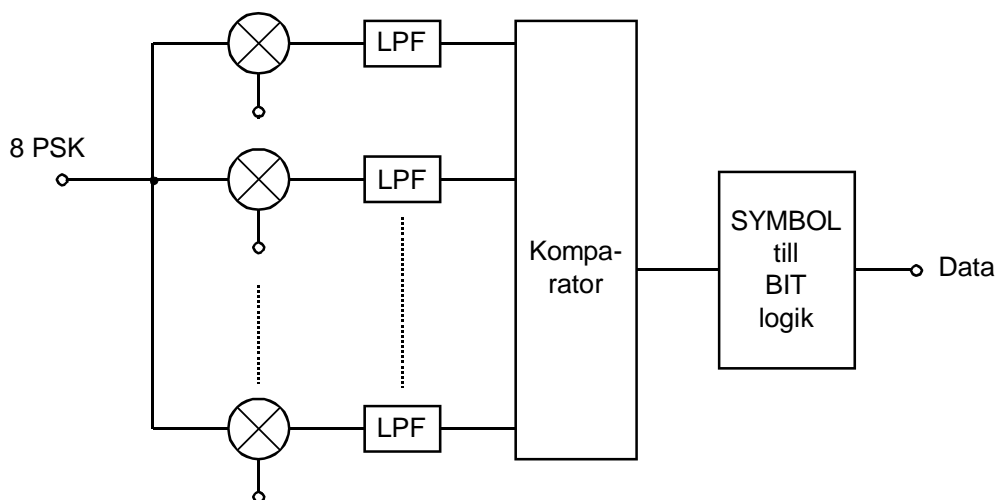 LPF
8 PSK
LPF
SYMBOL
till
BIT
logik
Kompa-
rator
Data
LPF